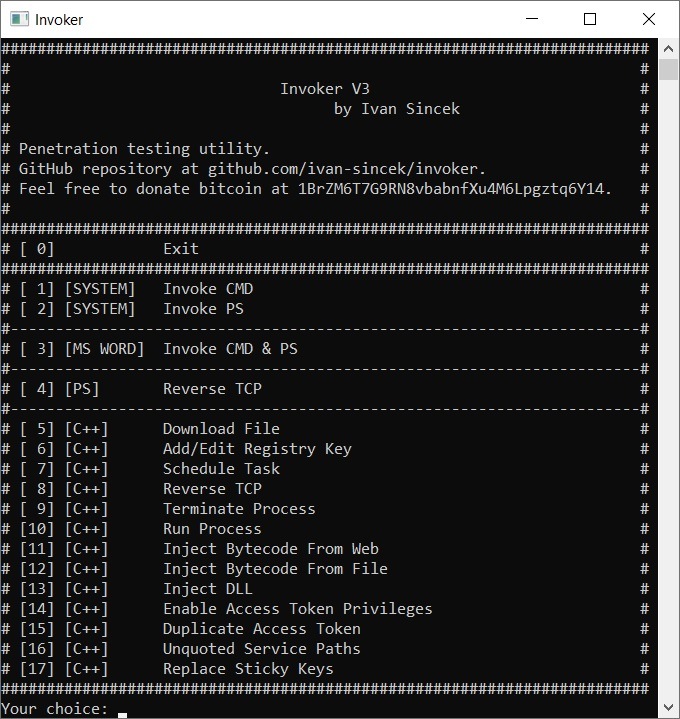 Invoker
########################################################################
# #
# Invoker V3 #
# by Ivan Sincek #
# #
# Penetration testing utility. #
# GitHub repository at github.com/ivan-sincek/invoker. #
# Feel free to donate bitcoin at 1BrZM6T7G9RN8vbabnfXu4M6Lpgztq6Y14. #
# #
########################################################################
# [ 0] Exit #
########################################################################
# [ 1] [SYSTEM] Invoke CMD #
# [ 2] [SYSTEM] Invoke PS #
#----------------------------------------------------------------------#
# [ 3] [MS WORD] Invoke CMD & PS #
#----------------------------------------------------------------------#
# [ 4] [PS] Reverse TCP #
#----------------------------------------------------------------------#
# [ 5] [C++] Download File #
# [ 6] [C++] Add/Edit Registry Key #
# [ 7] [C++] Schedule Task #
# [ 8] [C++] Reverse TCP #
# [ 9] [C++] Terminate Process #
# [10] [C++] Run Process #
# [11] [C++] Inject Bytecode From Web #
# [12] [C++] Inject Bytecode From File #
# [13] [C++] Inject DLL #
# [14] [C++] Enable Access Token Privileges #
# [15] [C++] Duplicate Access Token #
# [16] [C++] Unquoted Service Paths #
# [17] [C++] Replace Sticky Keys #
########################################################################
Your choice: _